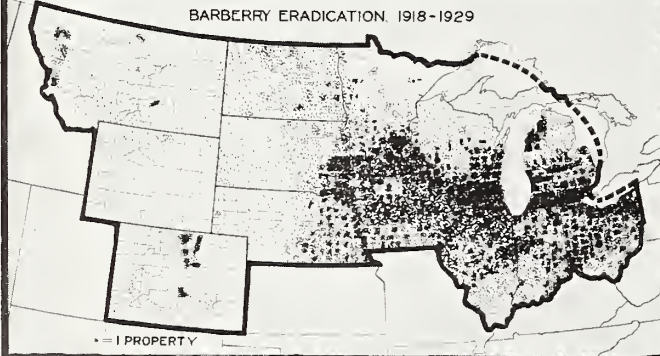 BARBERRY ERADICATION, 1918-1929
• = 1 PROPERTY